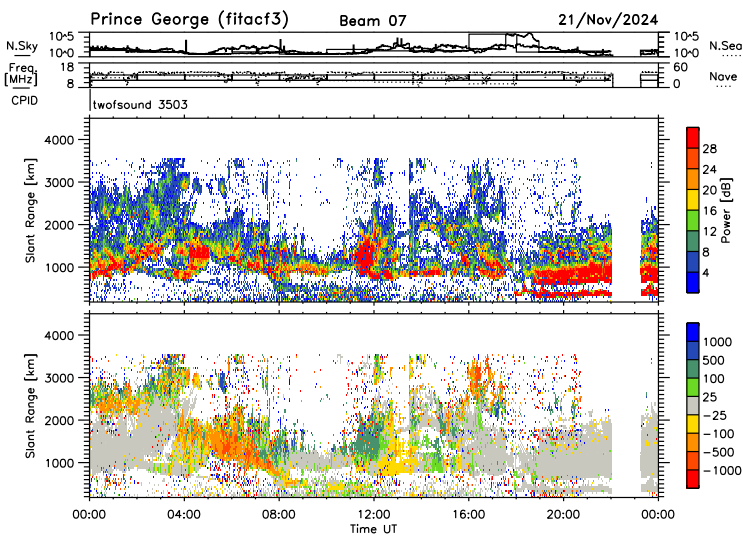 Prince George (fitacf3) Beam 07 21/Nov/2024
N.Sky 10^5 10^0 10^5 10^0 N.Sea
Freq. [MHz] 18 8 60 0 Nave
CPID twofsound 3503
Slant Range [km] 4000 3000 2000 1000
Power [dB] 28 24 20 16 12 8 4
Slant Range [km] 4000 3000 2000 1000
1000 500 100 25 -25 -100 -500 -1000
00:00 04:00 08:00 12:00 16:00 20:00 00:00
Time UT